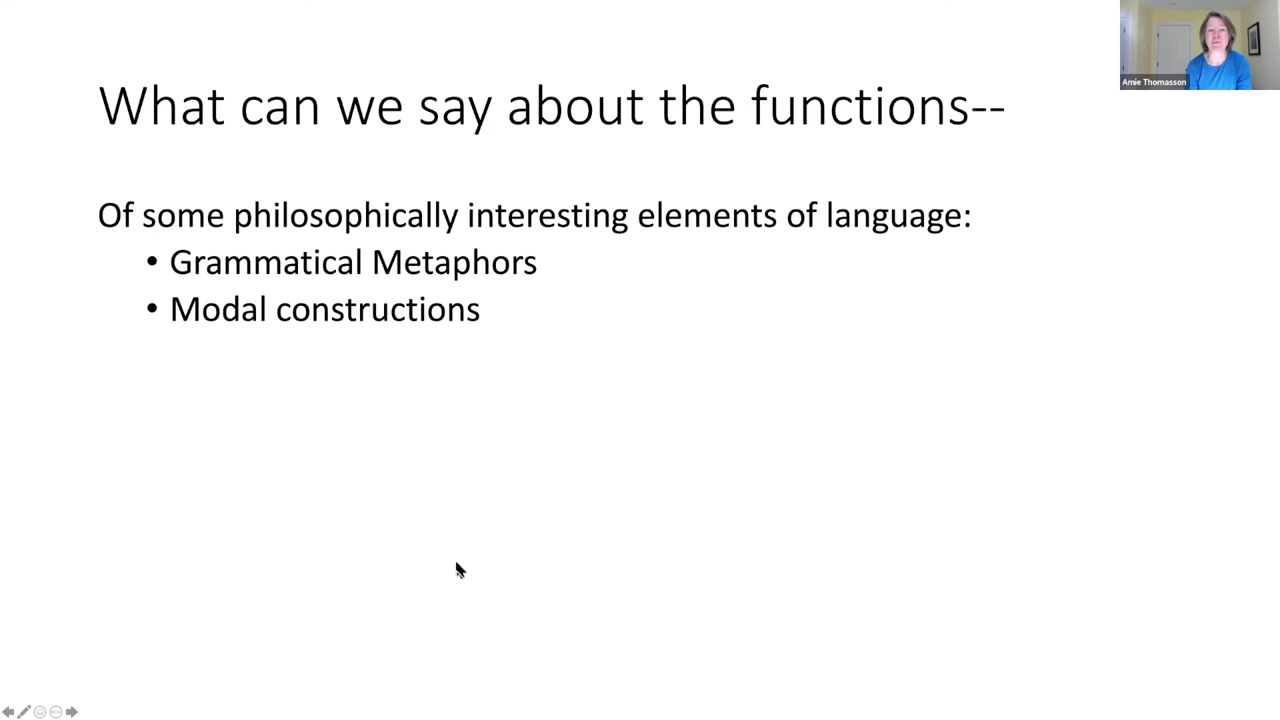 Amie Thomasson
What can we say about the functions--
Of some philosophically interesting elements of language:
• Grammatical Metaphors
• Modal constructions